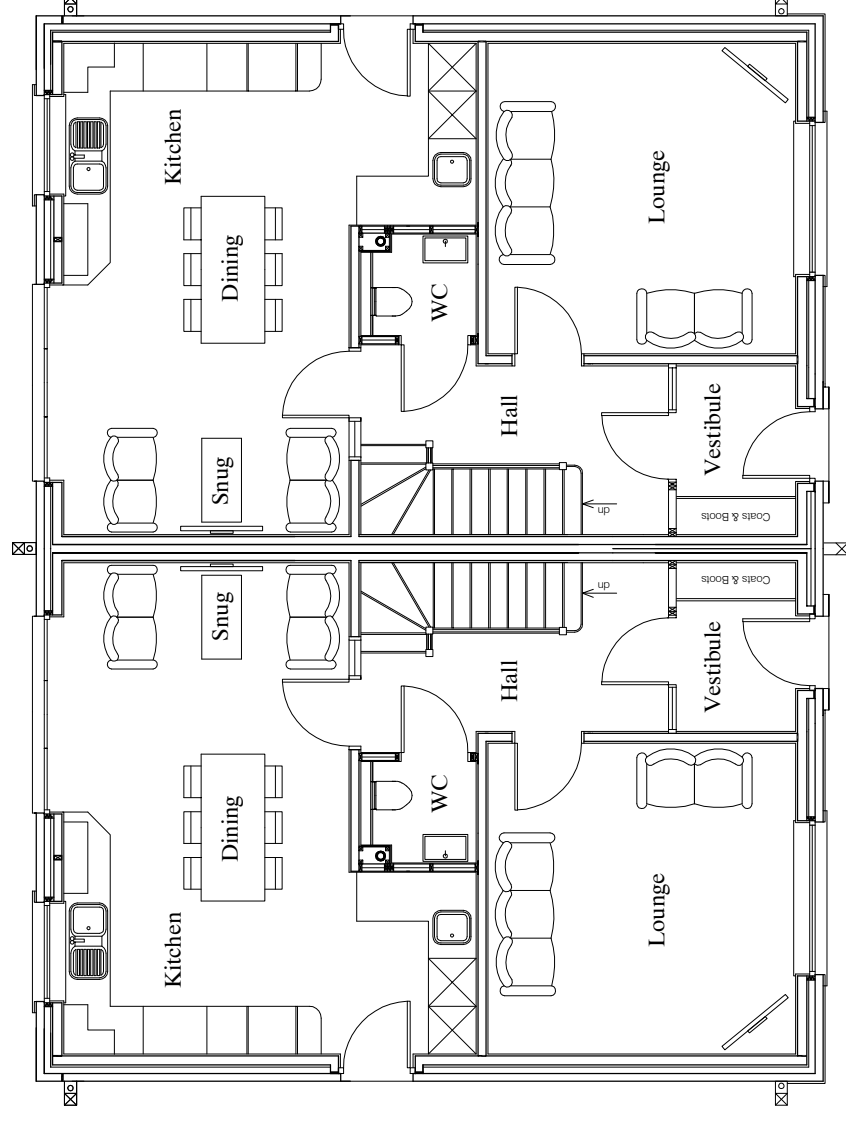 Kitchen
Dining
Snug
WC
Hall
Lounge
Vestibule
Coats & Boots
up
Snug
Dining
Kitchen
WC
Hall
Lounge
Vestibule
Coats & Boots
up